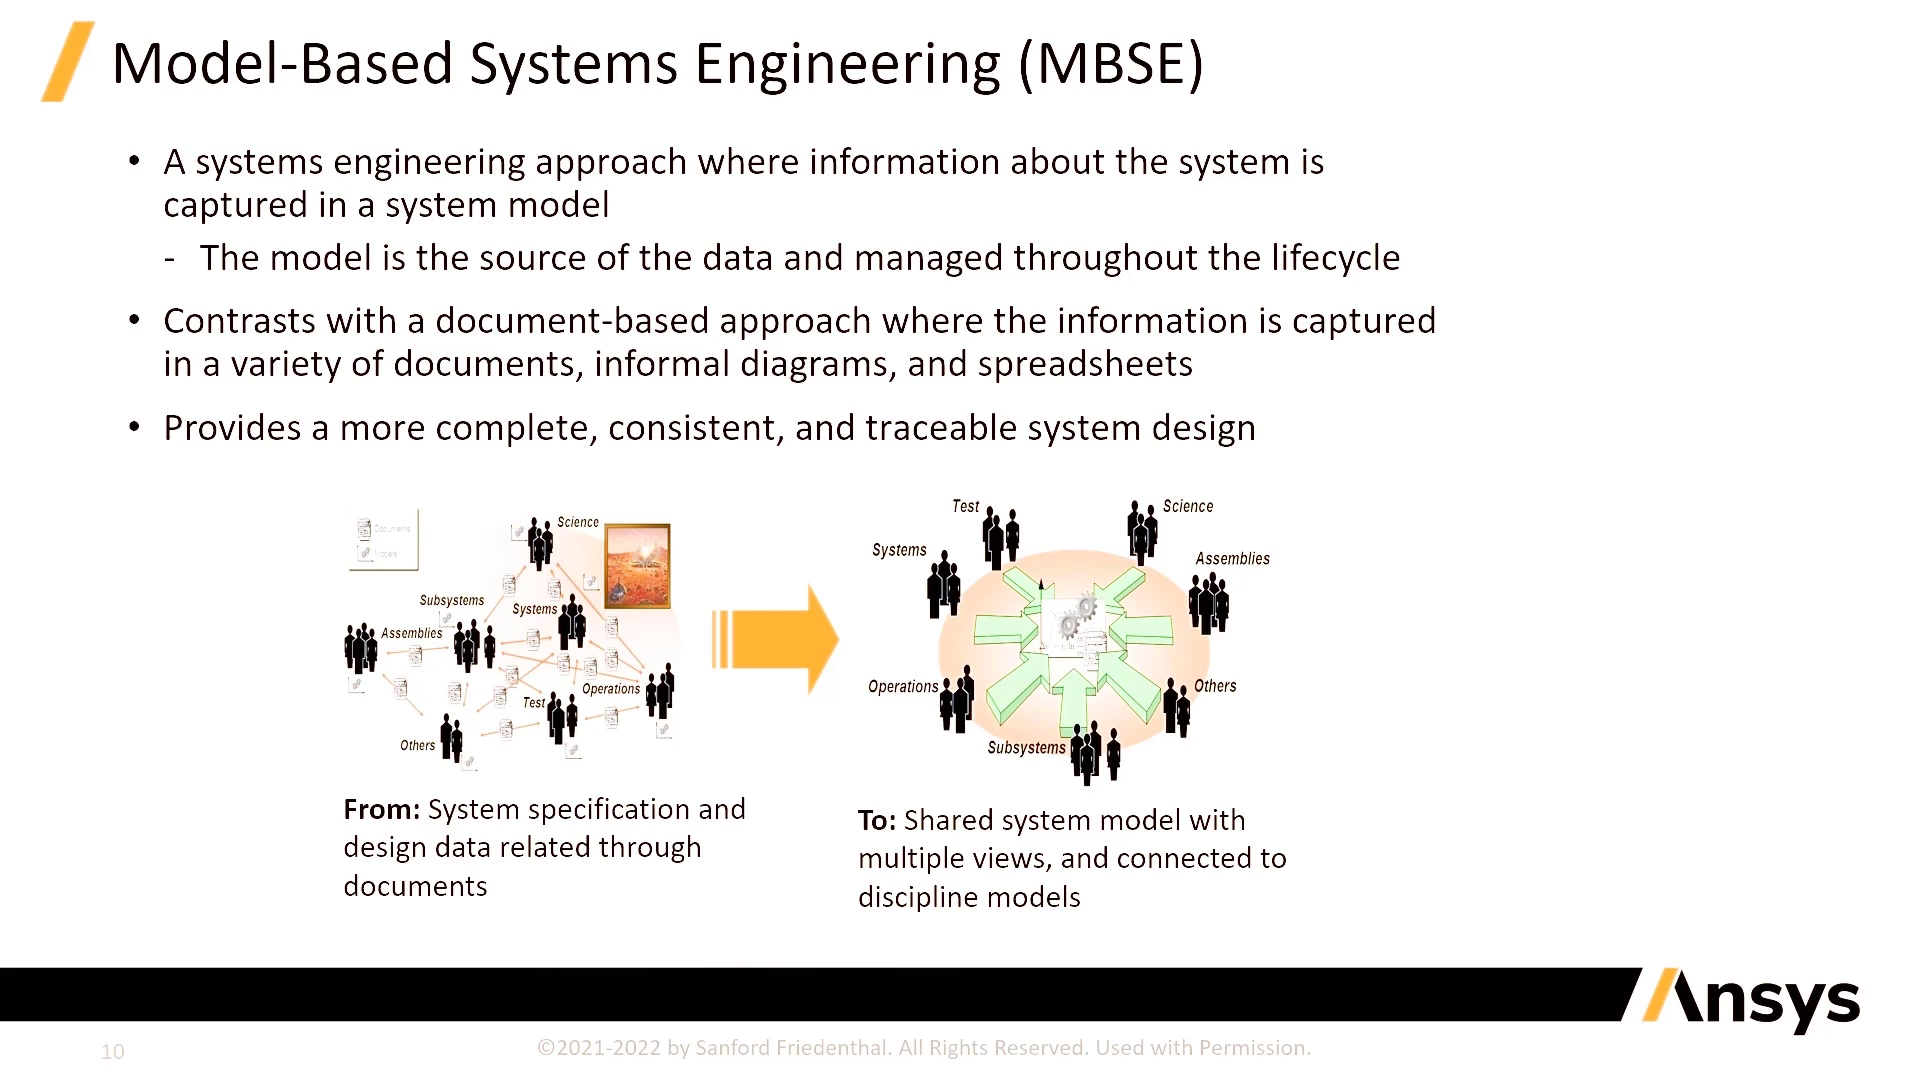 Model-Based Systems Engineering (MBSE)
• A systems engineering approach where information about the system is
captured in a system model
- The model is the source of the data and managed throughout the lifecycle
• Contrasts with a document-based approach where the information is captured
in a variety of documents, informal diagrams, and spreadsheets
• Provides a more complete, consistent, and traceable system design
Documents
Models
Science
Subsystems
Systems
Assemblies
Operations
Test
Others
From: System specification and
design data related through
documents
Test
Science
Systems
Assemblies
Operations
Others
Subsystems
To: Shared system model with
multiple views, and connected to
discipline models
Ansys
10
©2021-2022 by Sanford Friedenthal. All Rights Reserved. Used with Permission.